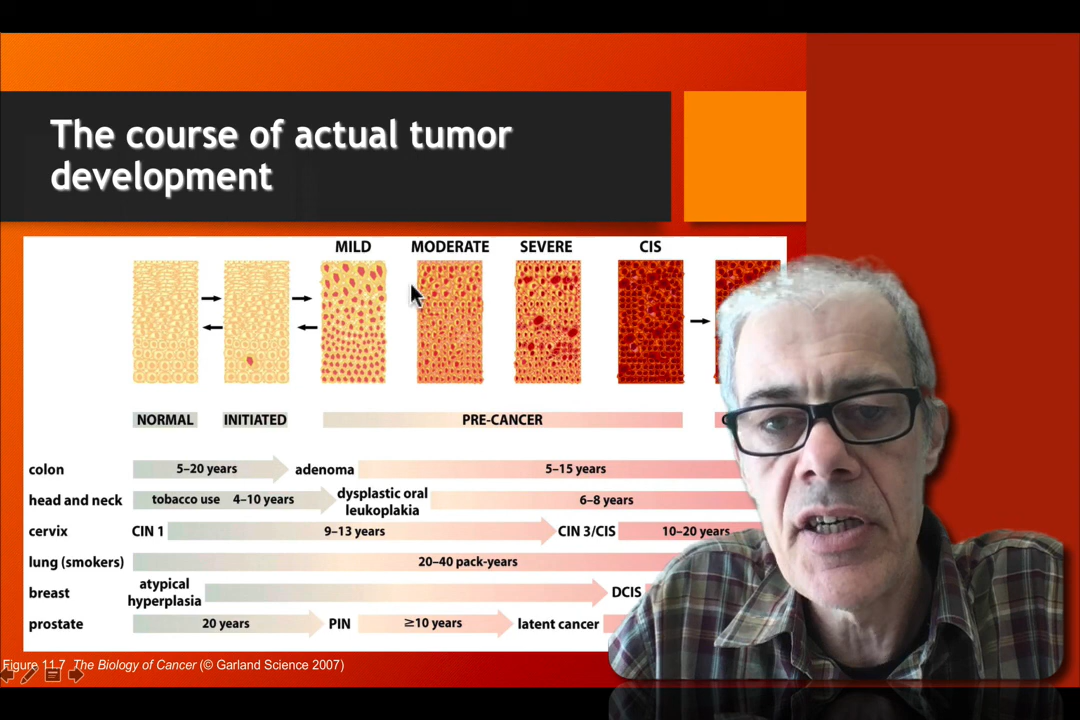 The course of actual tumor
development
MILD MODERATE SEVERE CIS
NORMAL INITIATED PRE-CANCER
colon 5–20 years adenoma 5–15 years
head and neck tobacco use 4–10 years dysplastic oral
leukoplakia 6–8 years
cervix CIN 1 9–13 years CIN 3/CIS 10–20 years
lung (smokers) 20–40 pack-years
breast atypical
hyperplasia DCIS
prostate 20 years PIN ≥10 years latent cancer
Figure 11.7 The Biology of Cancer (© Garland Science 2007)